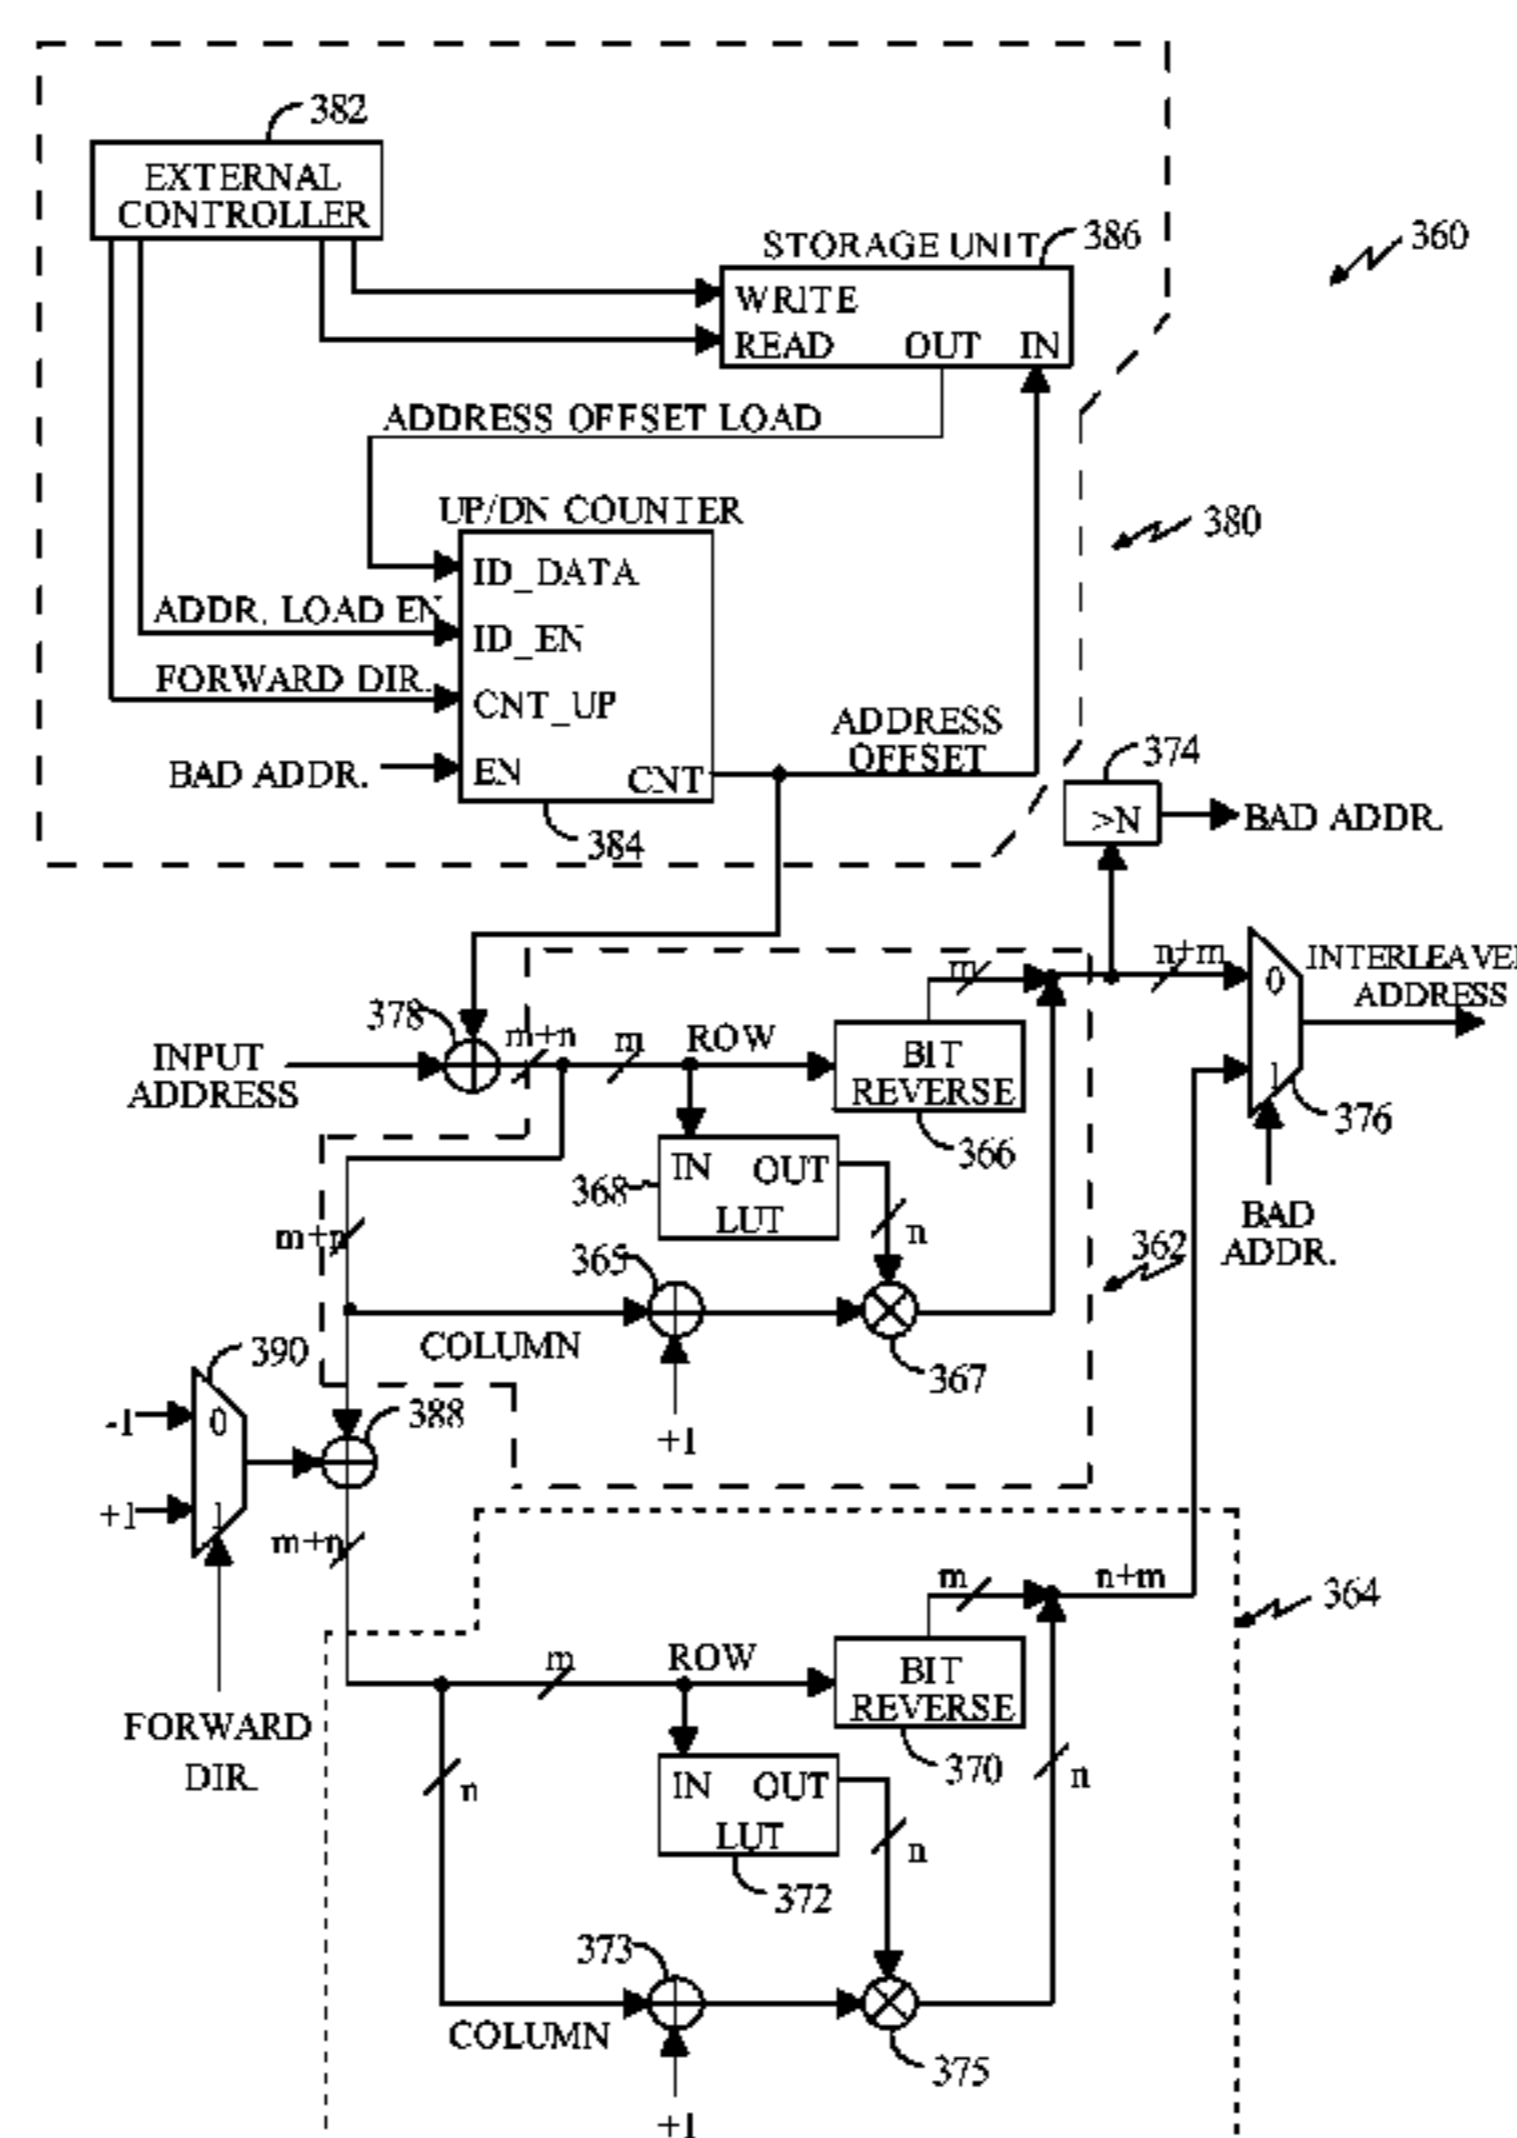 382
EXTERNAL
CONTROLLER
STORAGE UNIT
386
360
WRITE
READ
OUT
IN
ADDRESS OFFSET LOAD
UP/DN COUNTER
380
ID_DATA
ADDR. LOAD EN
ID_EN
FORWARD DIR.
CNT_UP
ADDRESS
OFFSET
BAD ADDR.
EN
CNT
374
>N
BAD ADDR.
384
m
n+m
0
INTERLEAVE
ADDRESS
378
m+n
m
ROW
INPUT
ADDRESS
BIT
REVERSE
1
376
366
IN
OUT
LUT
368
n
BAD
ADDR.
m+n
365
362
COLUMN
367
390
388
-1
0
+1
+1
1
m+n
m
n+m
364
m
ROW
BIT
REVERSE
FORWARD
DIR.
n
370
n
IN
OUT
LUT
n
372
373
COLUMN
375
+1